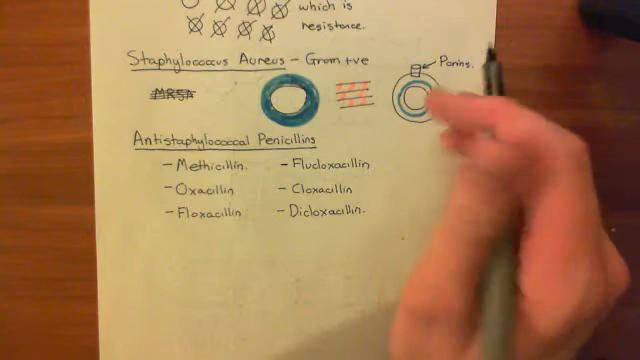 which is
resistance.
Staphylococcus Aureus - Gram +ve
Porins.
MRSA
Antistaphylococcal Penicillins
- Methicillin - Flucloxacillin
- Oxacillin - Cloxacillin
- Floxacillin - Dicloxacillin.